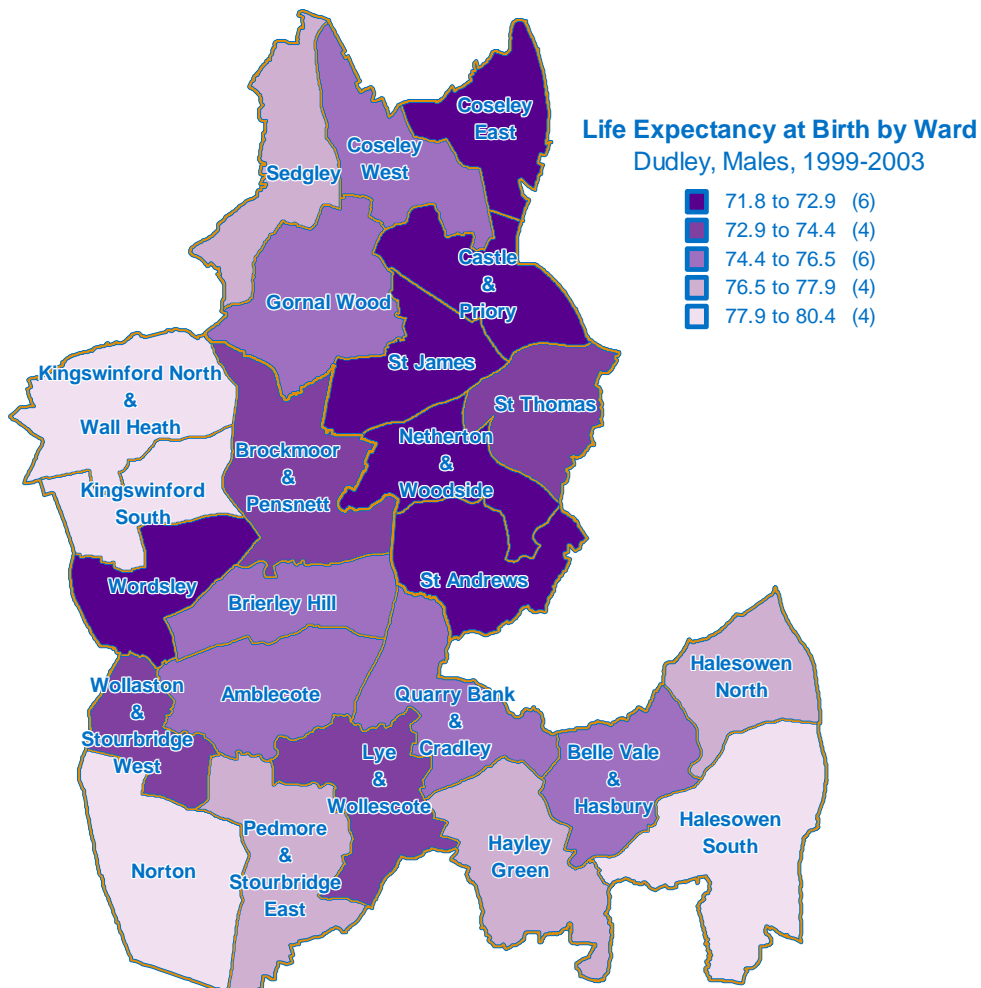 Life Expectancy at Birth by Ward
Dudley, Males, 1999-2003
71.8 to 72.9 (6)
72.9 to 74.4 (4)
74.4 to 76.5 (6)
76.5 to 77.9 (4)
77.9 to 80.4 (4)
Coseley
East
Coseley
West
Sedgley
Castle
&
Priory
Gornal Wood
St James
Kingswinford North
&
Wall Heath
St Thomas
Netherton
&
Woodside
Brockmoor
&
Pensnett
Kingswinford
South
Wordsley
St Andrews
Brierley Hill
Halesowen
North
Wollaston
&
Stourbridge
West
Amblecote
Quarry Bank
&
Cradley
Lye
&
Wollescote
Belle Vale
&
Hasbury
Halesowen
South
Pedmore
&
Stourbridge
East
Hayley
Green
Norton